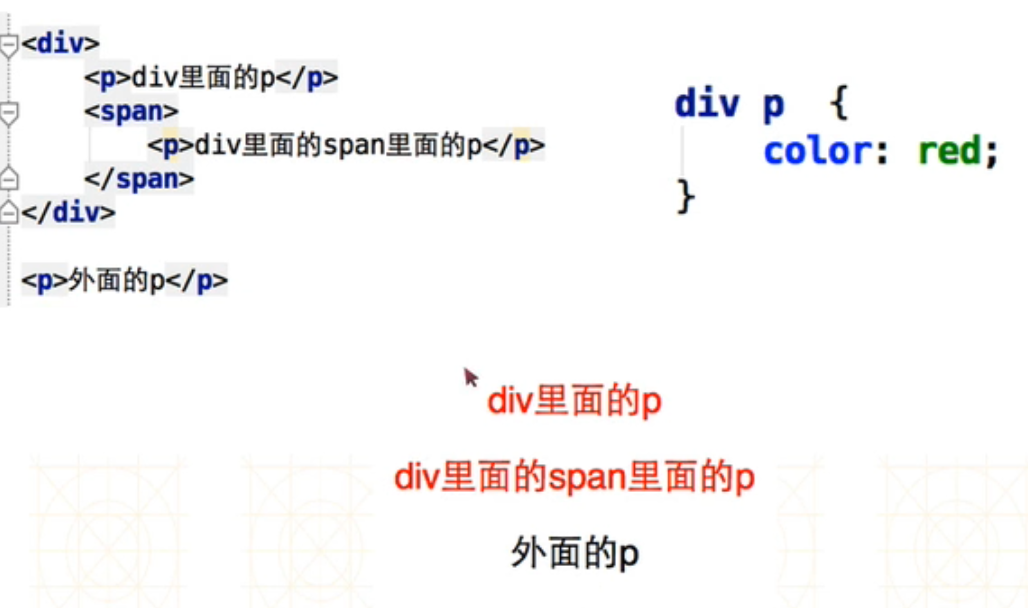 <div>
<p>div里面的p</p>
<span>
<p>div里面的span里面的p</p>
</span>
</div>
<p>外面的p</p>
div p {
color: red;
}
div里面的p
div里面的span里面的p
外面的p